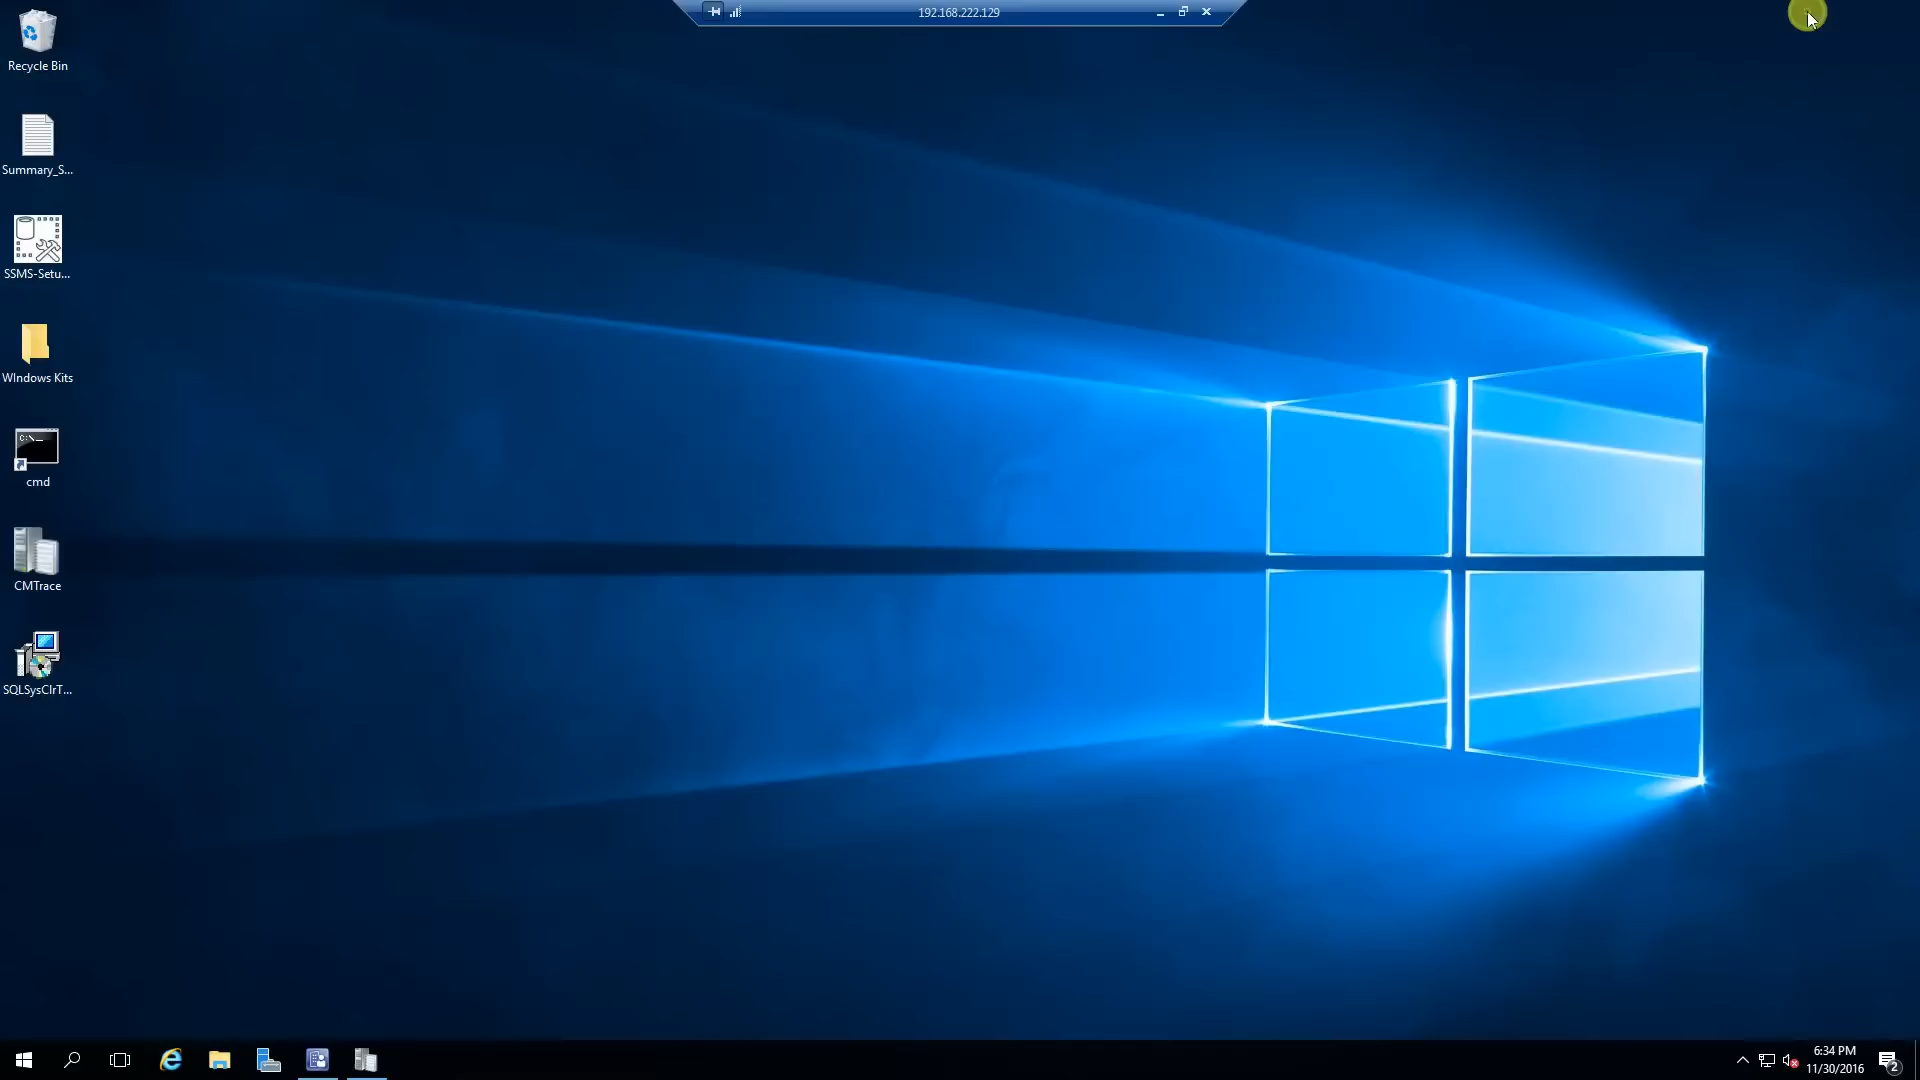 192.168.222.129
Recycle Bin
Summary_S...
SSMS-Setu...
WIndows Kits
C:\_
cmd
CMTrace
SQLSysClrT...
6:34 PM
11/30/2016
2